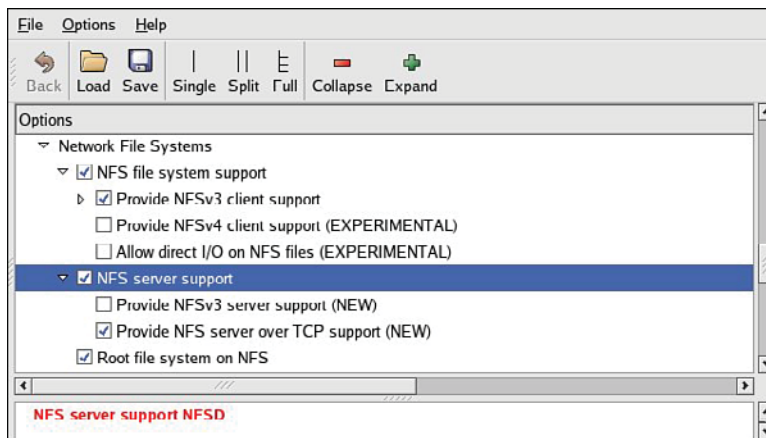 File Options Help
Back Load Save Single Split Full Collapse Expand
Options
Network File Systems
NFS file system support
Provide NFSv3 client support
Provide NFSv4 client support (EXPERIMENTAL)
Allow direct I/O on NFS files (EXPERIMENTAL)
NFS server support
Provide NFSv3 server support (NEW)
Provide NFS server over TCP support (NEW)
Root file system on NFS
NFS server support NFSD